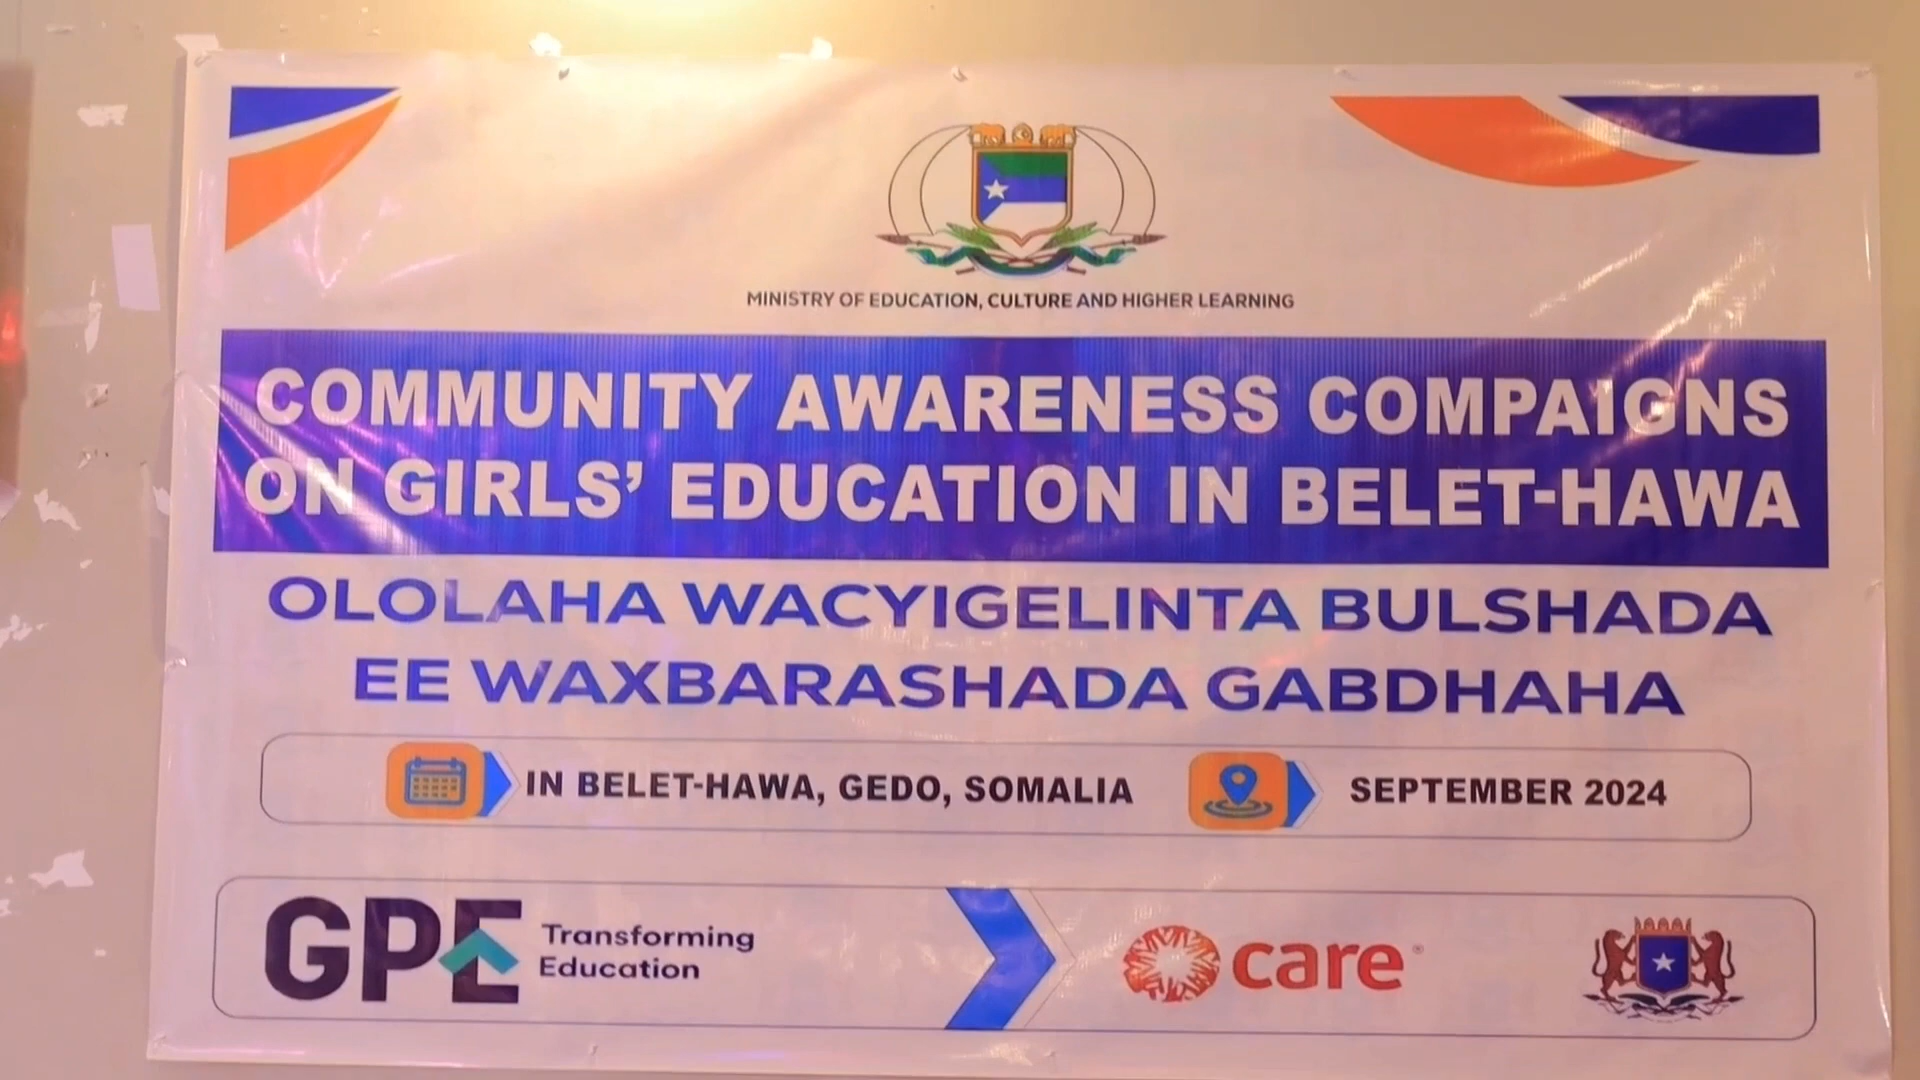 MINISTRY OF EDUCATION, CULTURE AND HIGHER LEARNING
COMMUNITY AWARENESS COMPAIGNS
ON GIRLS’ EDUCATION IN BELET-HAWA
OLOLAHA WACYIGELINTA BULSHADA
EE WAXBARASHADA GABDHAHA
IN BELET-HAWA, GEDO, SOMALIA SEPTEMBER 2024
GPE Transforming
Education
care®